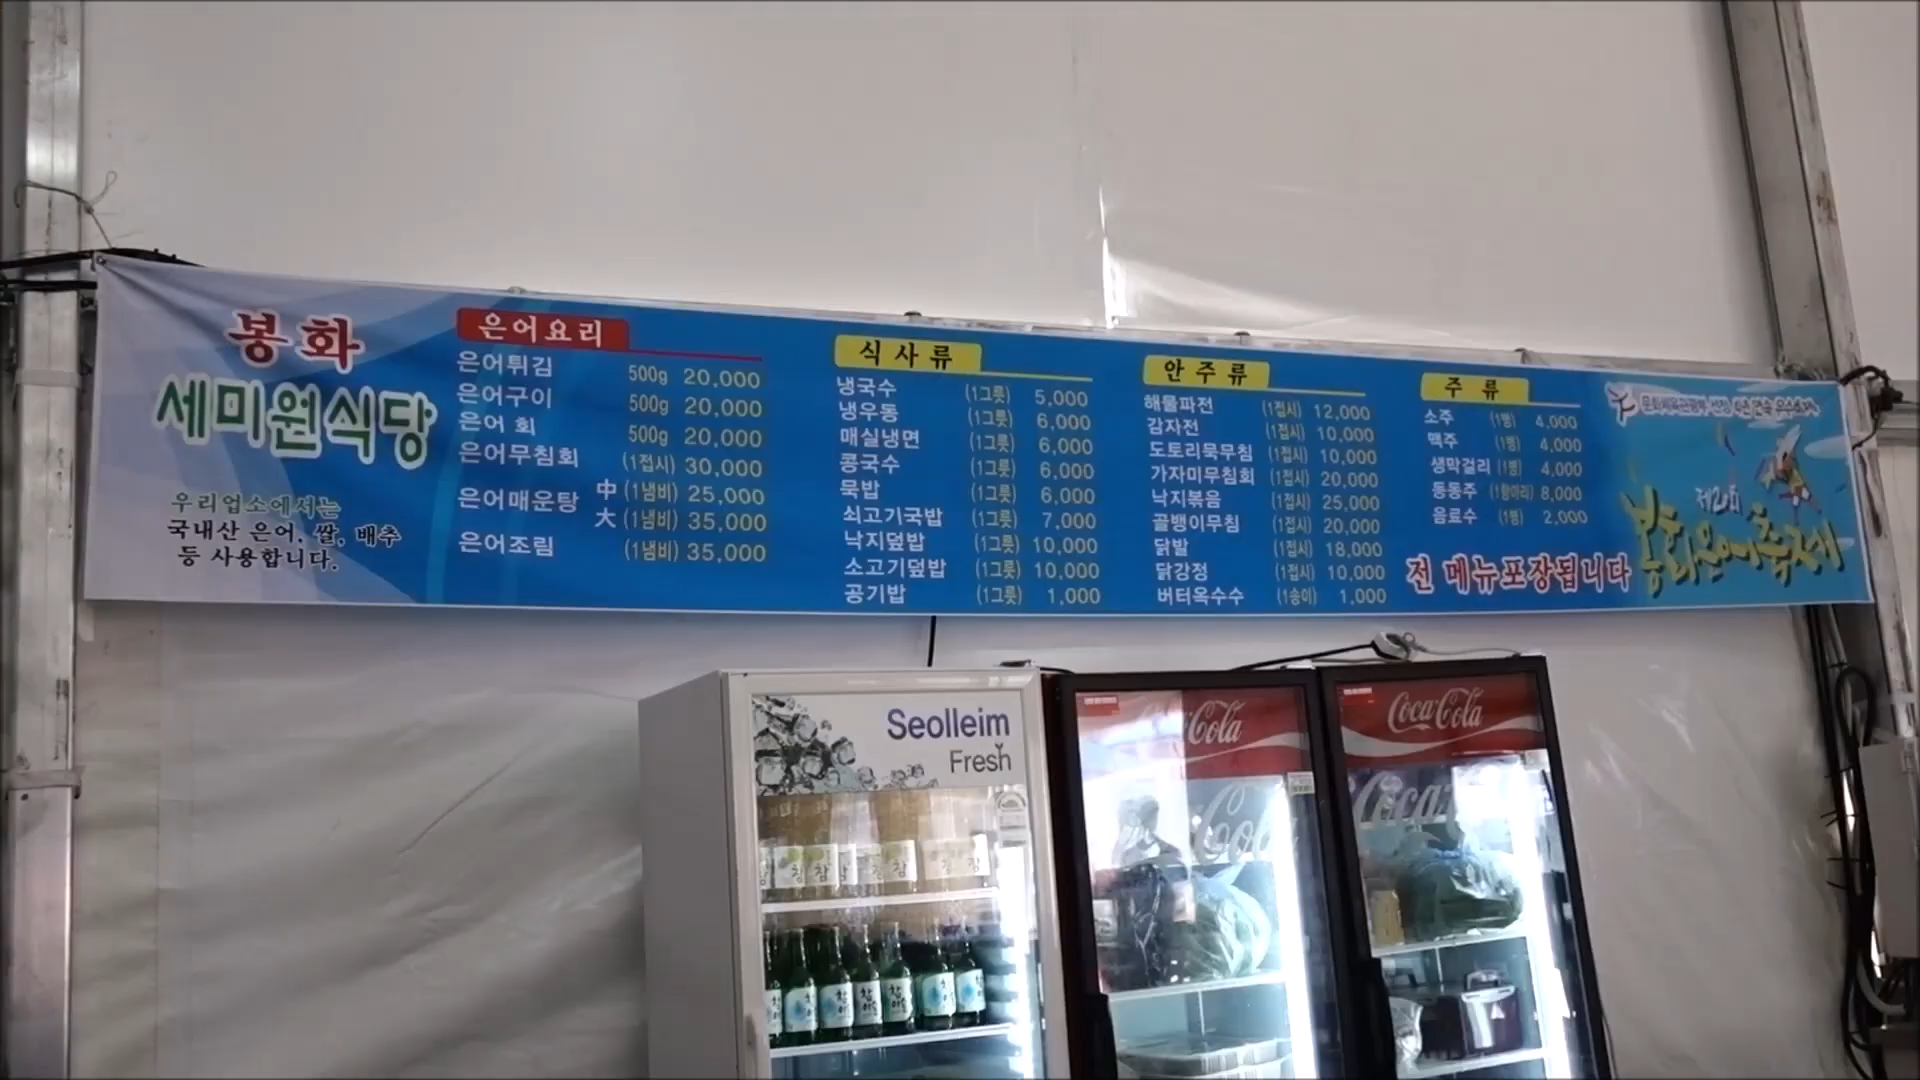 봉화
세미원식당
우리업소에서는
국내산 은어, 쌀, 배추
등 사용합니다.
은어요리
은어튀김 500g 20,000
은어구이 500g 20,000
은어 회 500g 20,000
은어무침회 (1접시) 30,000
은어매운탕 中 (1냄비) 25,000
大 (1냄비) 35,000
은어조림 (1냄비) 35,000
식사류
냉국수 (1그릇) 5,000
냉우동 (1그릇) 6,000
매실냉면 (1그릇) 6,000
콩국수 (1그릇) 6,000
묵밥 (1그릇) 6,000
쇠고기국밥 (1그릇) 7,000
낙지덮밥 (1그릇) 10,000
소고기덮밥 (1그릇) 10,000
공기밥 (1그릇) 1,000
안주류
해물파전 (1접시) 12,000
감자전 (1접시) 10,000
도토리묵무침 (1접시) 10,000
가자미무침회 (1접시) 20,000
낙지볶음 (1접시) 25,000
골뱅이무침 (1접시) 20,000
닭발 (1접시) 18,000
닭강정 (1접시) 10,000
버터옥수수 (1송이) 1,000
주류
소주 (1병) 4,000
맥주 (1병) 4,000
생막걸리 (1병) 4,000
동동주 (1항아리) 8,000
음료수 (1병) 2,000
전 메뉴포장됩니다
문화체육관광부 선정
봉화은어축제
Seolleim
Fresh
Coca-Cola
참